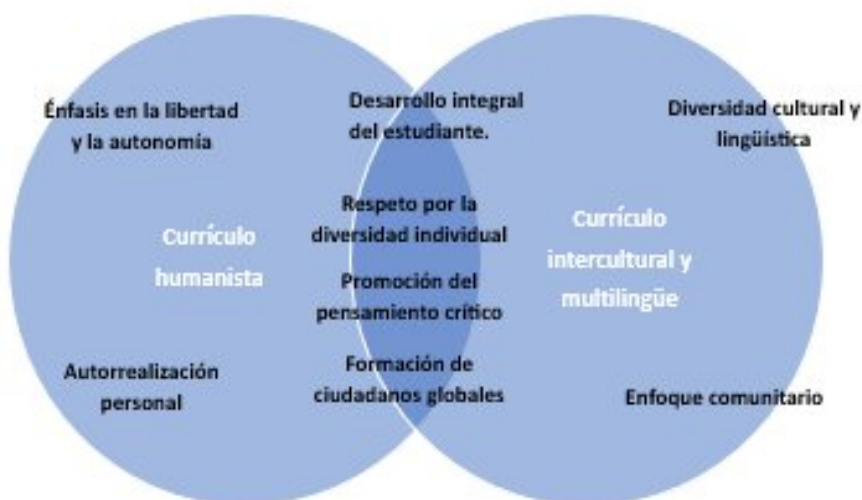 Énfasis en la libertad
y la autonomía
Currículo
humanista
Autorrealización
personal
Desarrollo integral
del estudiante.
Respeto por la
diversidad individual
Promoción del
pensamiento crítico
Formación de
ciudadanos globales
Diversidad cultural y
lingüística
Currículo
intercultural y
multilingüe
Enfoque comunitario